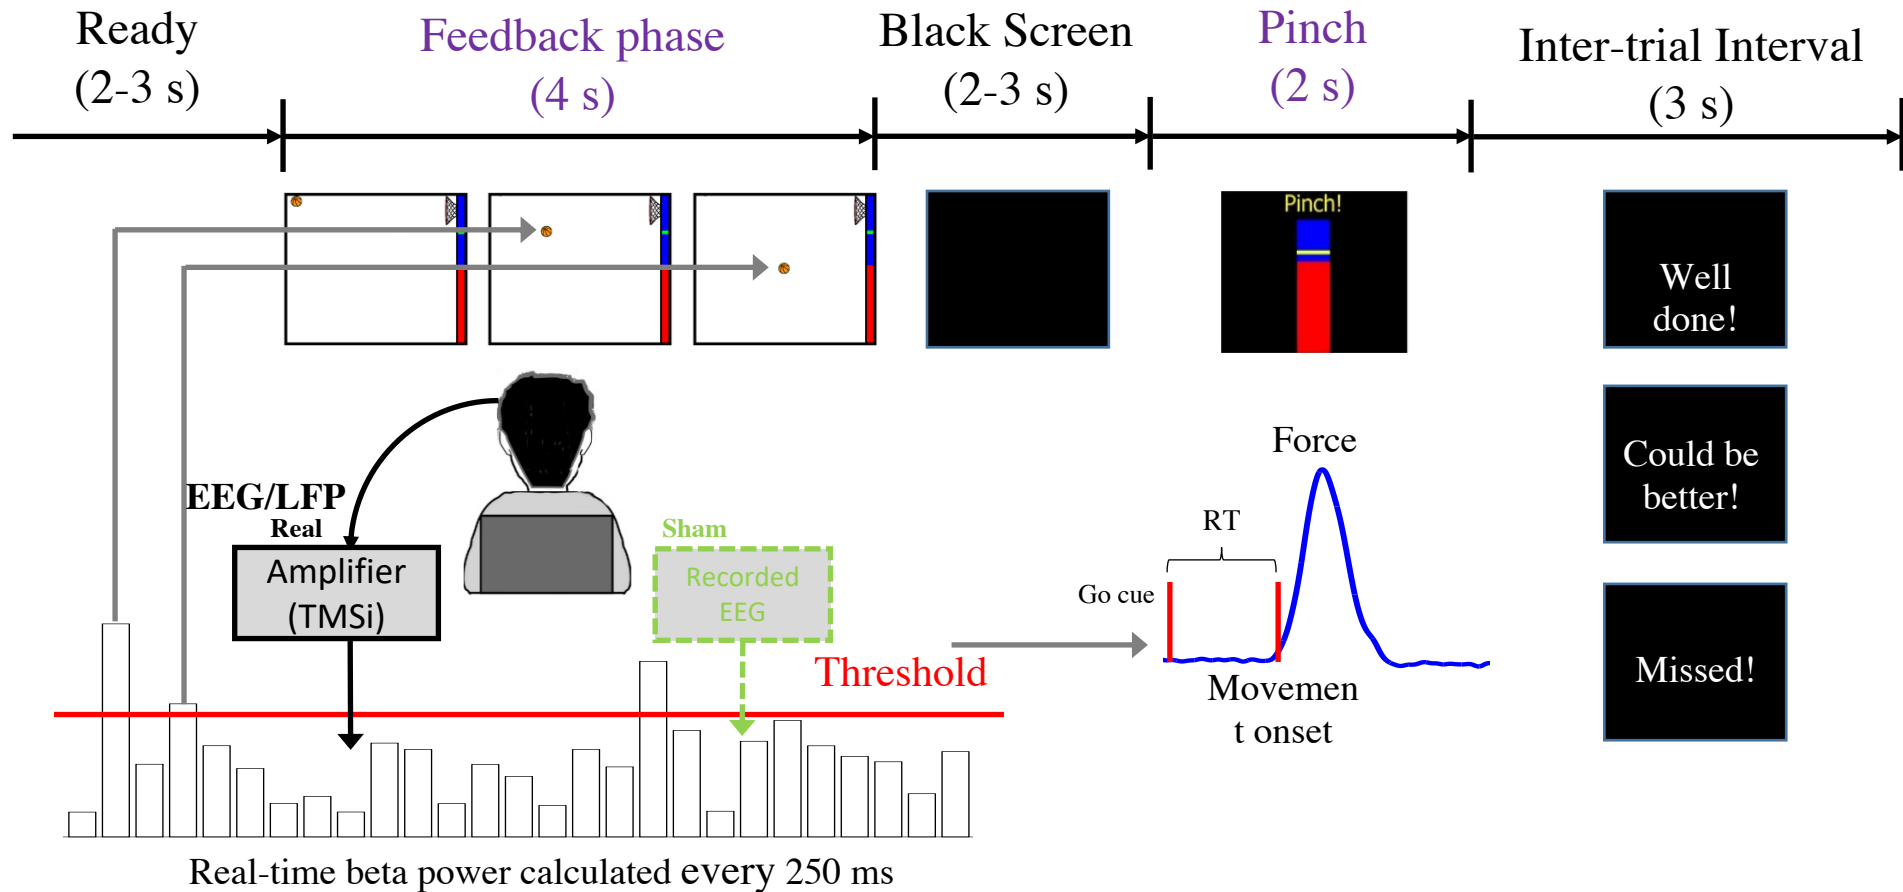 Ready
(2-3 s)
Feedback phase
(4 s)
Black Screen
(2-3 s)
Pinch
(2 s)
Inter-trial Interval
(3 s)
Pinch!
Well
done!
Could be
better!
Missed!
EEG/LFP
Real
Amplifier
(TMSi)
Sham
Recorded
EEG
Threshold
Force
RT
Go cue
Movemen
t onset
Real-time beta power calculated every 250 ms